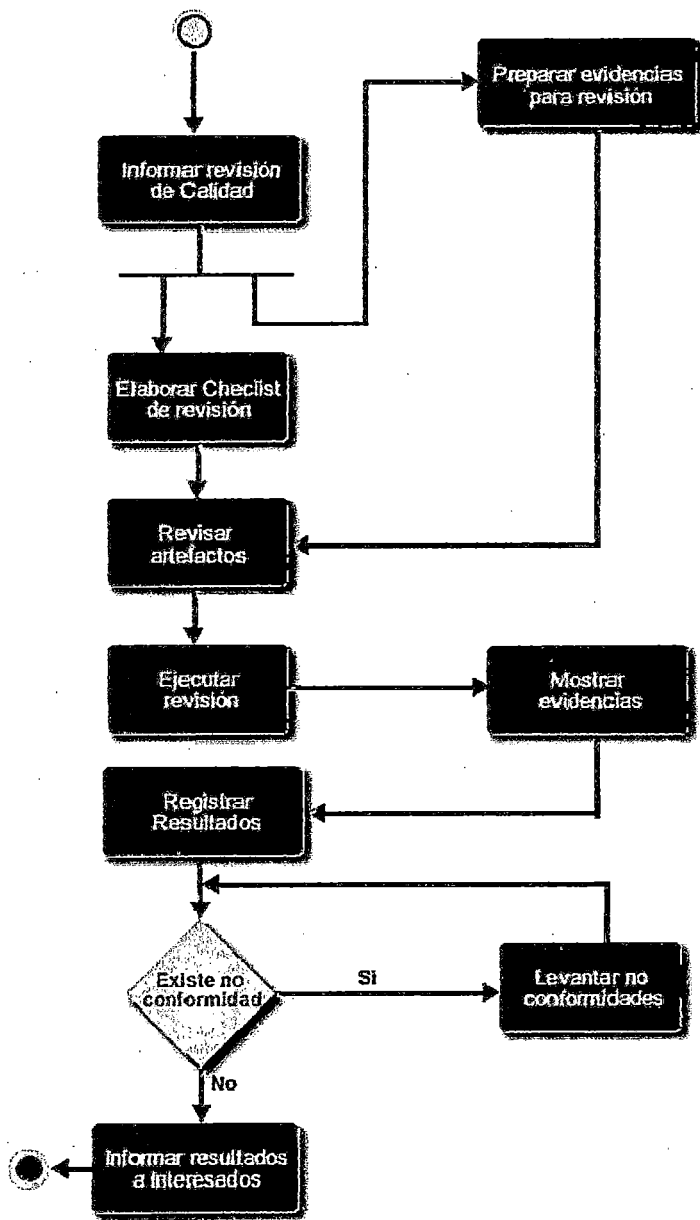 Preparar evidencias
para revisión
Informar revisión
de Calidad
Elaborar Checlist
de revisión
Revisar
artefactos
Ejecutar
revisión
Mostrar
evidencias
Registrar
Resultados
Existe no
conformidad
Si
Levantar no
conformidades
No
Informar resultados
a Interesados